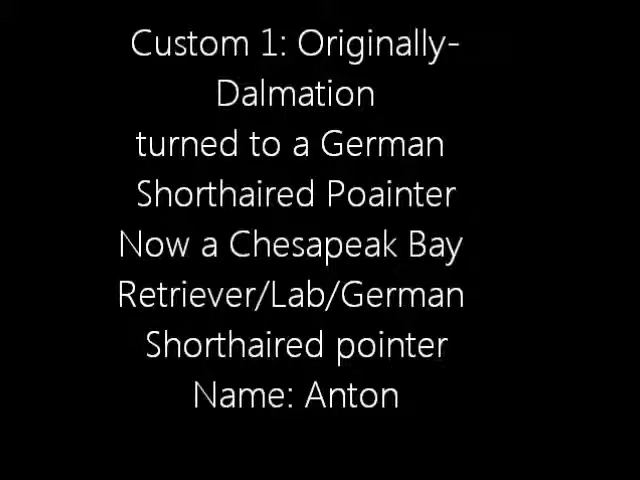 Custom 1: Originally-
Dalmation
turned to a German
Shorthaired Poainter
Now a Chesapeak Bay
Retriever/Lab/German
Shorthaired pointer
Name: Anton